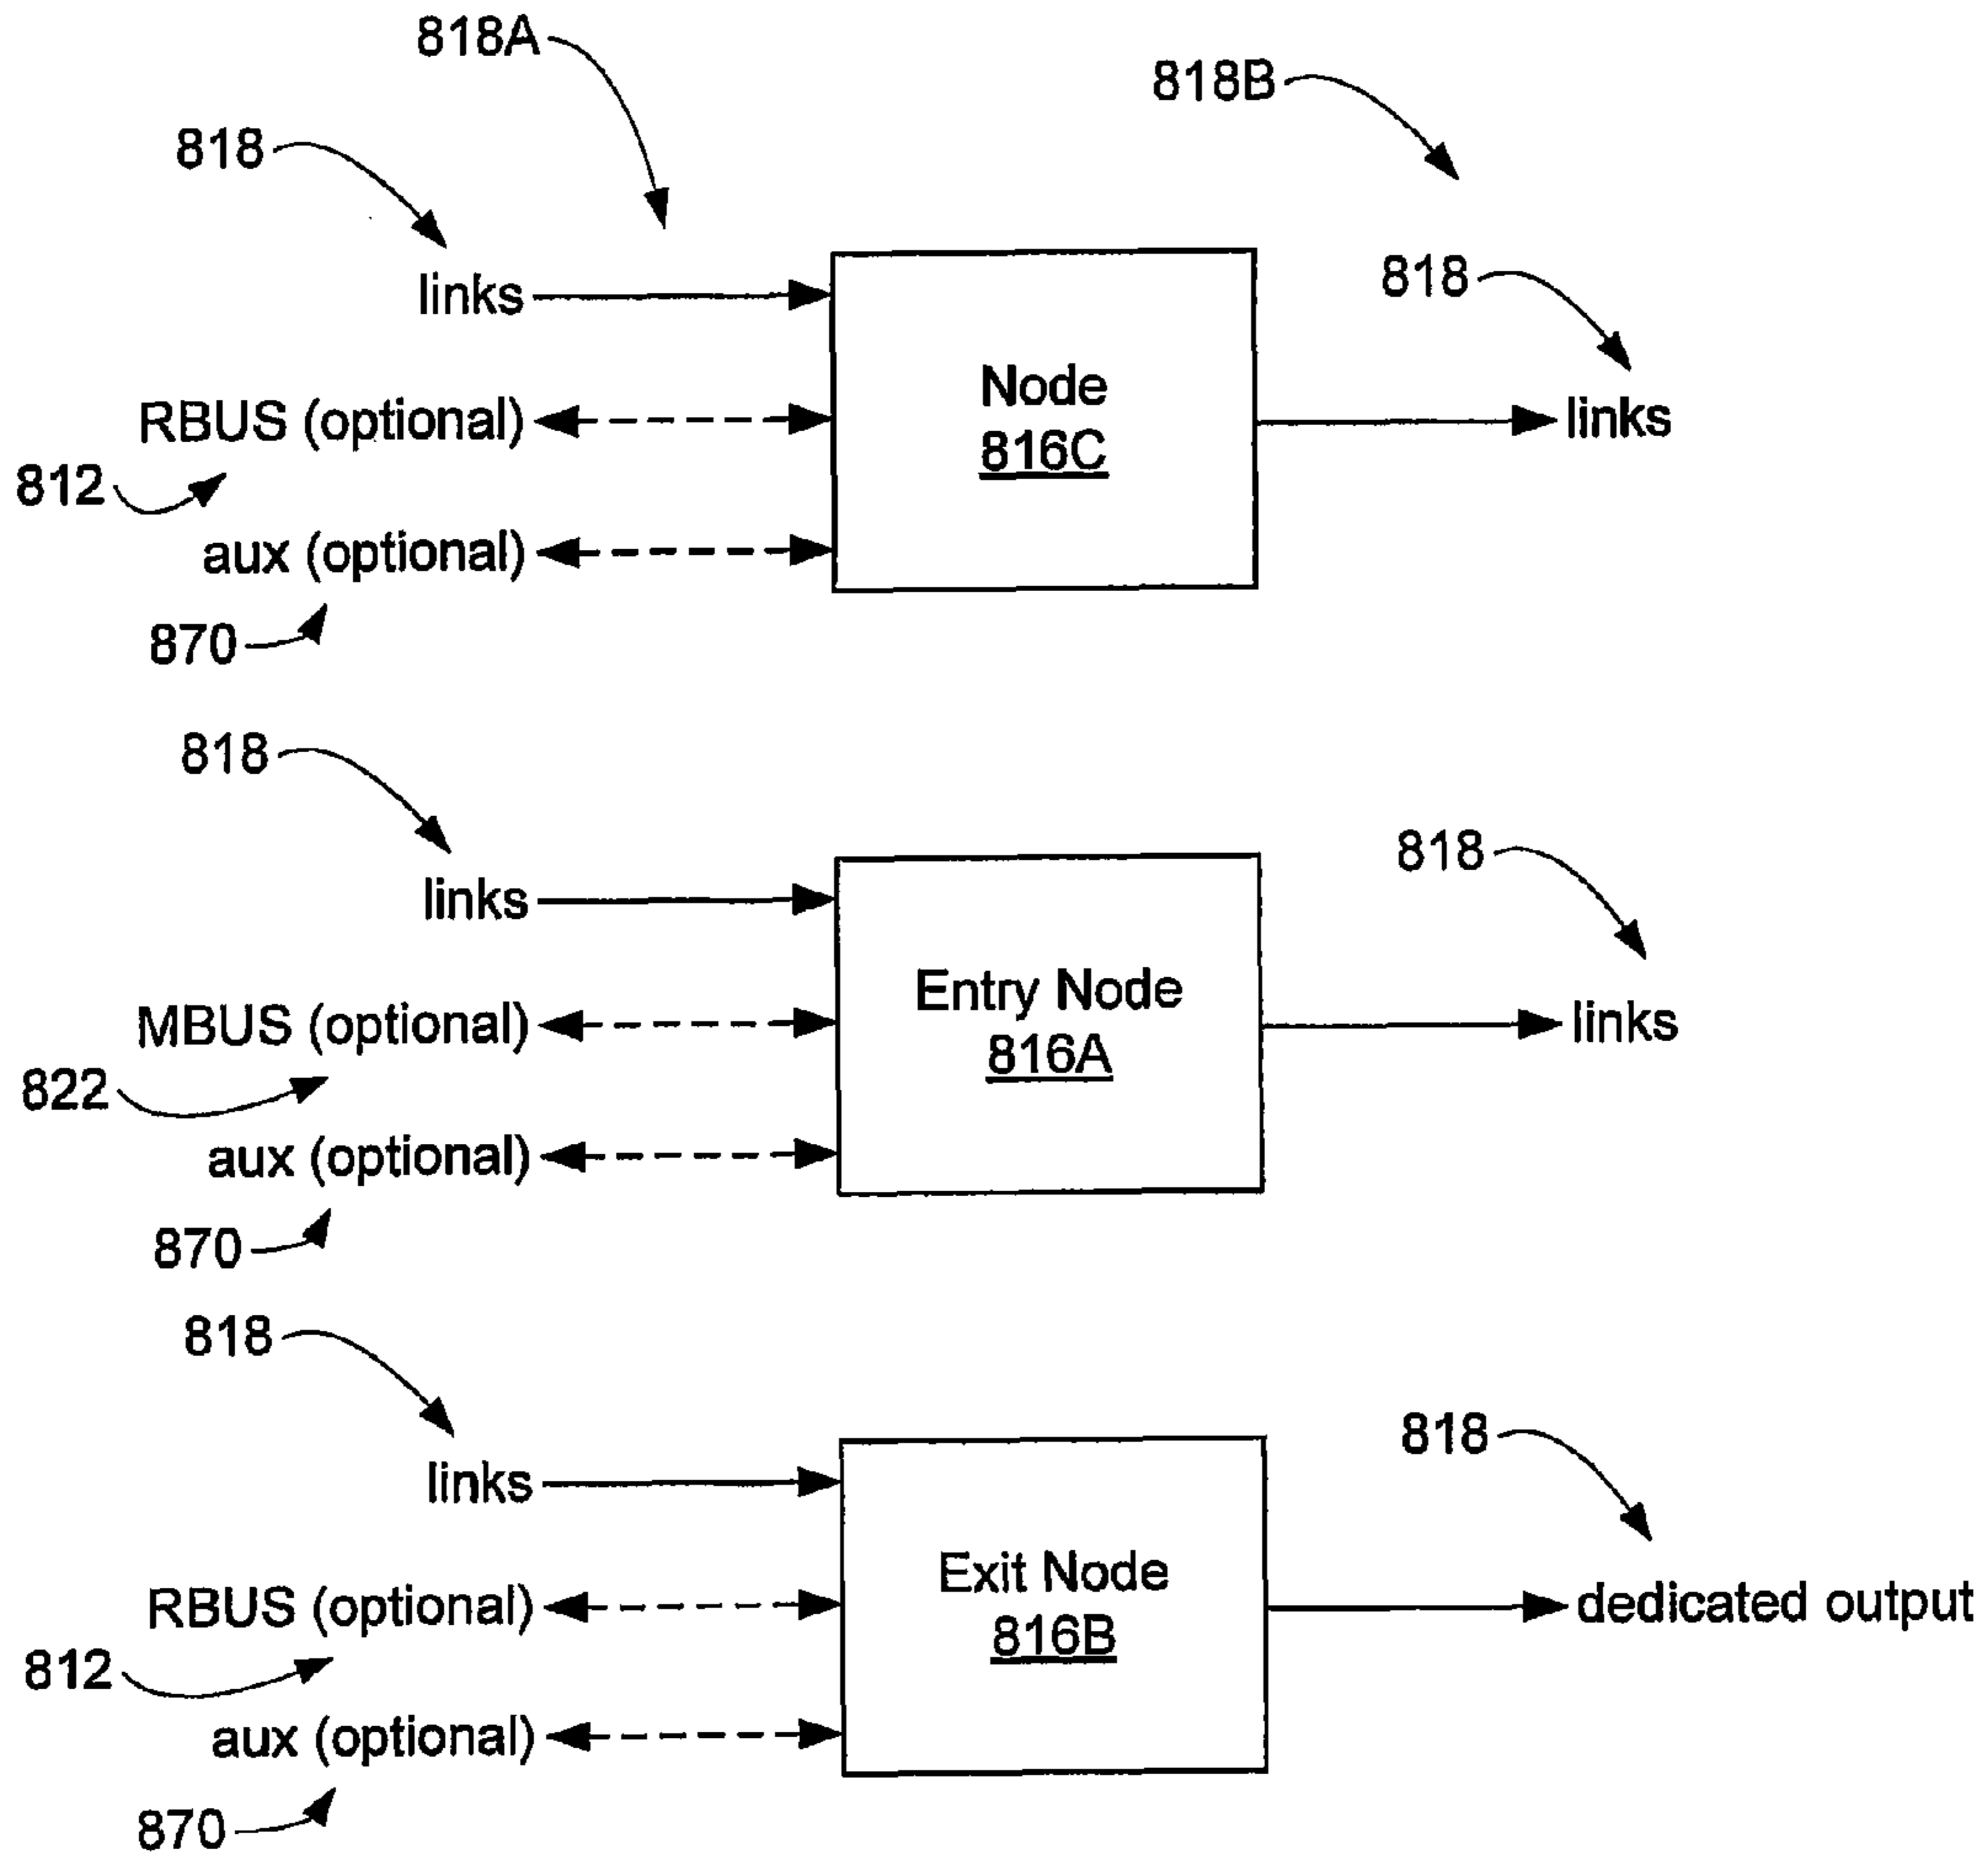 818A
818B
818
818
links
Node
816C
RBUS (optional)
links
812
aux (optional)
870
818
818
links
Entry Node
816A
MBUS (optional)
links
822
aux (optional)
870
818
818
links
Exit Node
816B
RBUS (optional)
dedicated output
812
aux (optional)
870